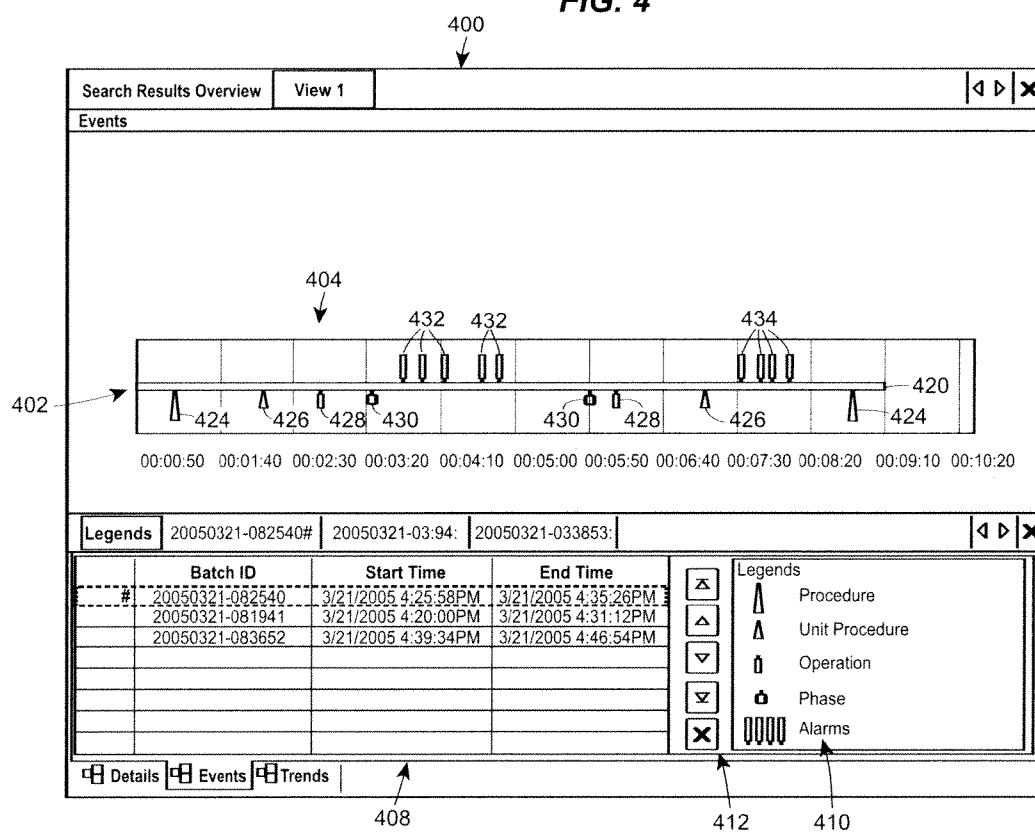 FIG. 4
400
Search Results Overview View 1
Events
404
432 432 434
402
420
424 426 428 430 430 428 426 424
00:00:50 00:01:40 00:02:30 00:03:20 00:04:10 00:05:00 00:05:50 00:06:40 00:07:30 00:08:20 00:09:10 00:10:20
Legends 20050321-082540# 20050321-03:94: 20050321-033853:
Batch ID Start Time End Time
# 20050321-082540 3/21/2005 4:25:58PM 3/21/2005 4:35:26PM
20050321-081941 3/21/2005 4:20:00PM 3/21/2005 4:31:12PM
20050321-083652 3/21/2005 4:39:34PM 3/21/2005 4:46:54PM
Legends
Procedure
Unit Procedure
Operation
Phase
Alarms
Details Events Trends
408 412 410